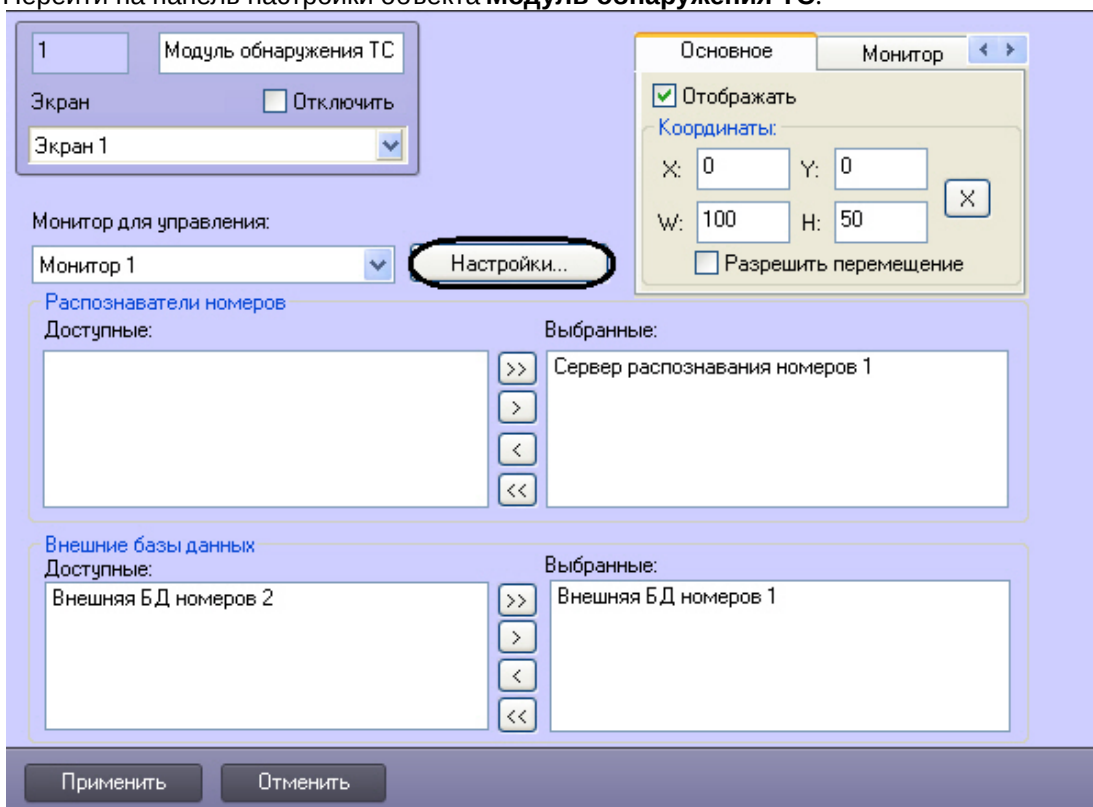 Перейти на панель настройки объекта Модуль обнаружения ТС.
1
Модуль обнаружения ТС
Экран
Отключить
Экран 1
Основное
Монитор
Отображать
Координаты:
X: 0 Y: 0
X
W: 100 H: 50
Разрешить перемещение
Монитор для управления:
Монитор 1
Настройки...
Распознаватели номеров
Доступные:
Выбранные:
Сервер распознавания номеров 1
>>
>
<
<<
Внешние базы данных
Доступные:
Выбранные:
Внешняя БД номеров 2
Внешняя БД номеров 1
>>
>
<
<<
Применить
Отменить